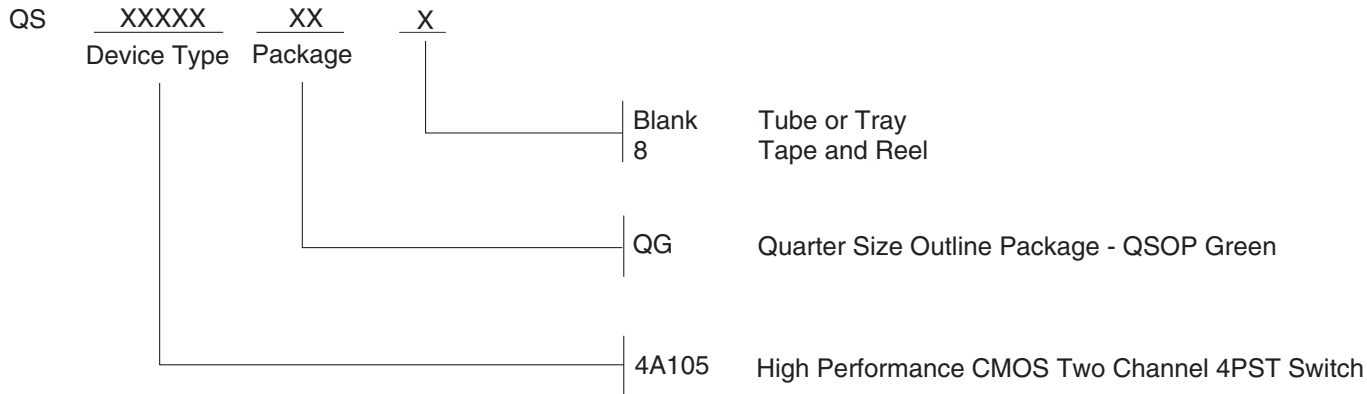 QS XXXXX XX X
Device Type Package
Blank Tube or Tray
8 Tape and Reel
QG Quarter Size Outline Package - QSOP Green
4A105 High Performance CMOS Two Channel 4PST Switch